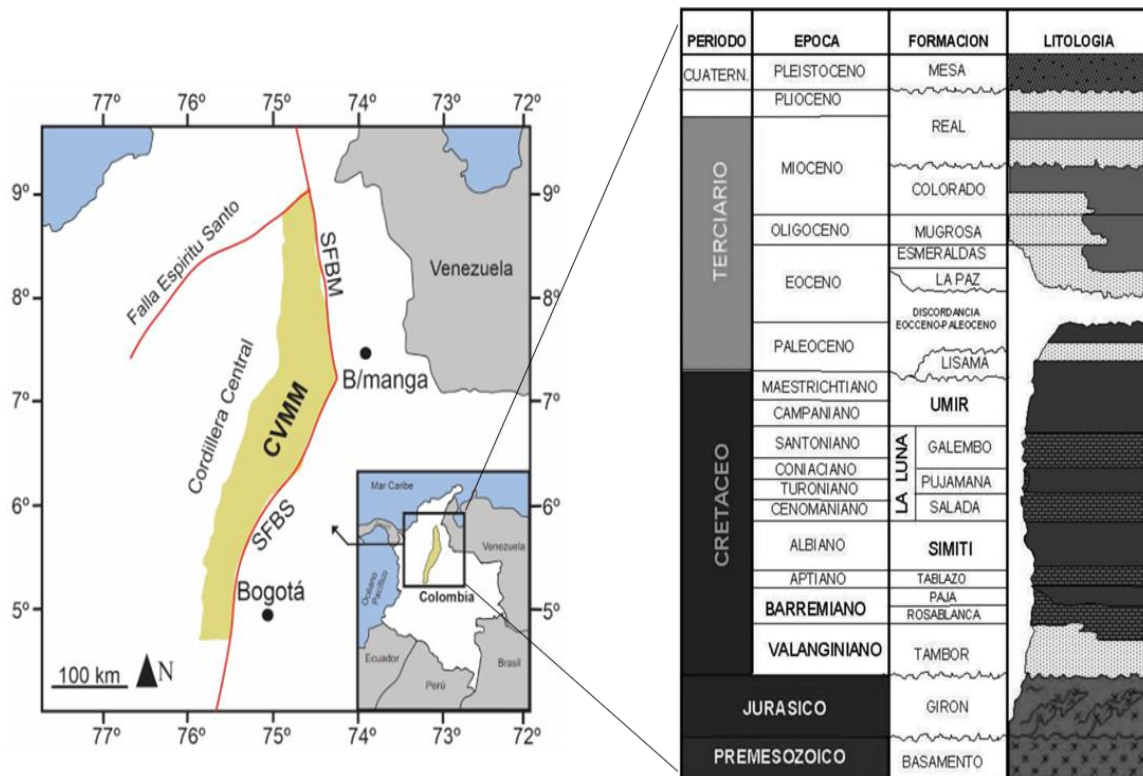 77º 76º 75º 74º 73º 72º
9º 9º
8º 8º
7º 7º
6º 6º
5º 5º
Falla Espiritu Santo
SFBM
Venezuela
B/manga
Cordillera Central
CVMM
SFBS
Bogotá
100 km
N
77º 76º 75º 74º 73º 72º
Mar Caribe
Venezuela
Océano
Pacífico
Colombia
Ecuador
Perú
Brasil
PERIODO EPOCA FORMACION LITOLOGIA
CUATERN. PLEISTOCENO MESA
PLIOCENO
REAL
TERCIARIO
MIOCENO
COLORADO
OLIGOCENO MUGROSA
ESMERALDAS
EOCENO
LA PAZ
DISCORDANCIA
EOCCENO-PALEOCENO
PALEOCENO
LISAMA
CRETACEO
MAESTRICHTIANO
UMIR
CAMPANIANO
SANTONIANO
LA LUNA
GALEMBO
CONIACIANO
TURONIANO
PUJAMANA
CENOMANIANO
SALADA
ALBIANO SIMITI
APTIANO TABLAZO
PAJA
BARREMIANO
ROSABLANCA
VALANGINIANO TAMBOR
JURASICO GIRON
PREMESOZOICO BASAMENTO